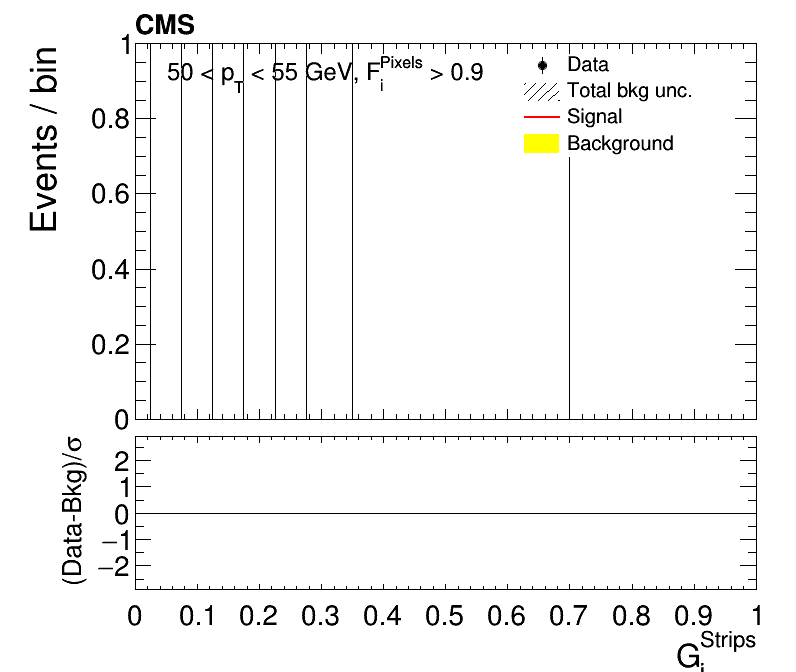 CMS
50 < p_T < 55 GeV, F_i^Pixels > 0.9
Data
Total bkg unc.
Signal
Background
Events / bin
1
0.8
0.6
0.4
0.2
0
(Data-Bkg)/σ
2
1
0
−1
−2
0 0.1 0.2 0.3 0.4 0.5 0.6 0.7 0.8 0.9 1
G_i^Strips